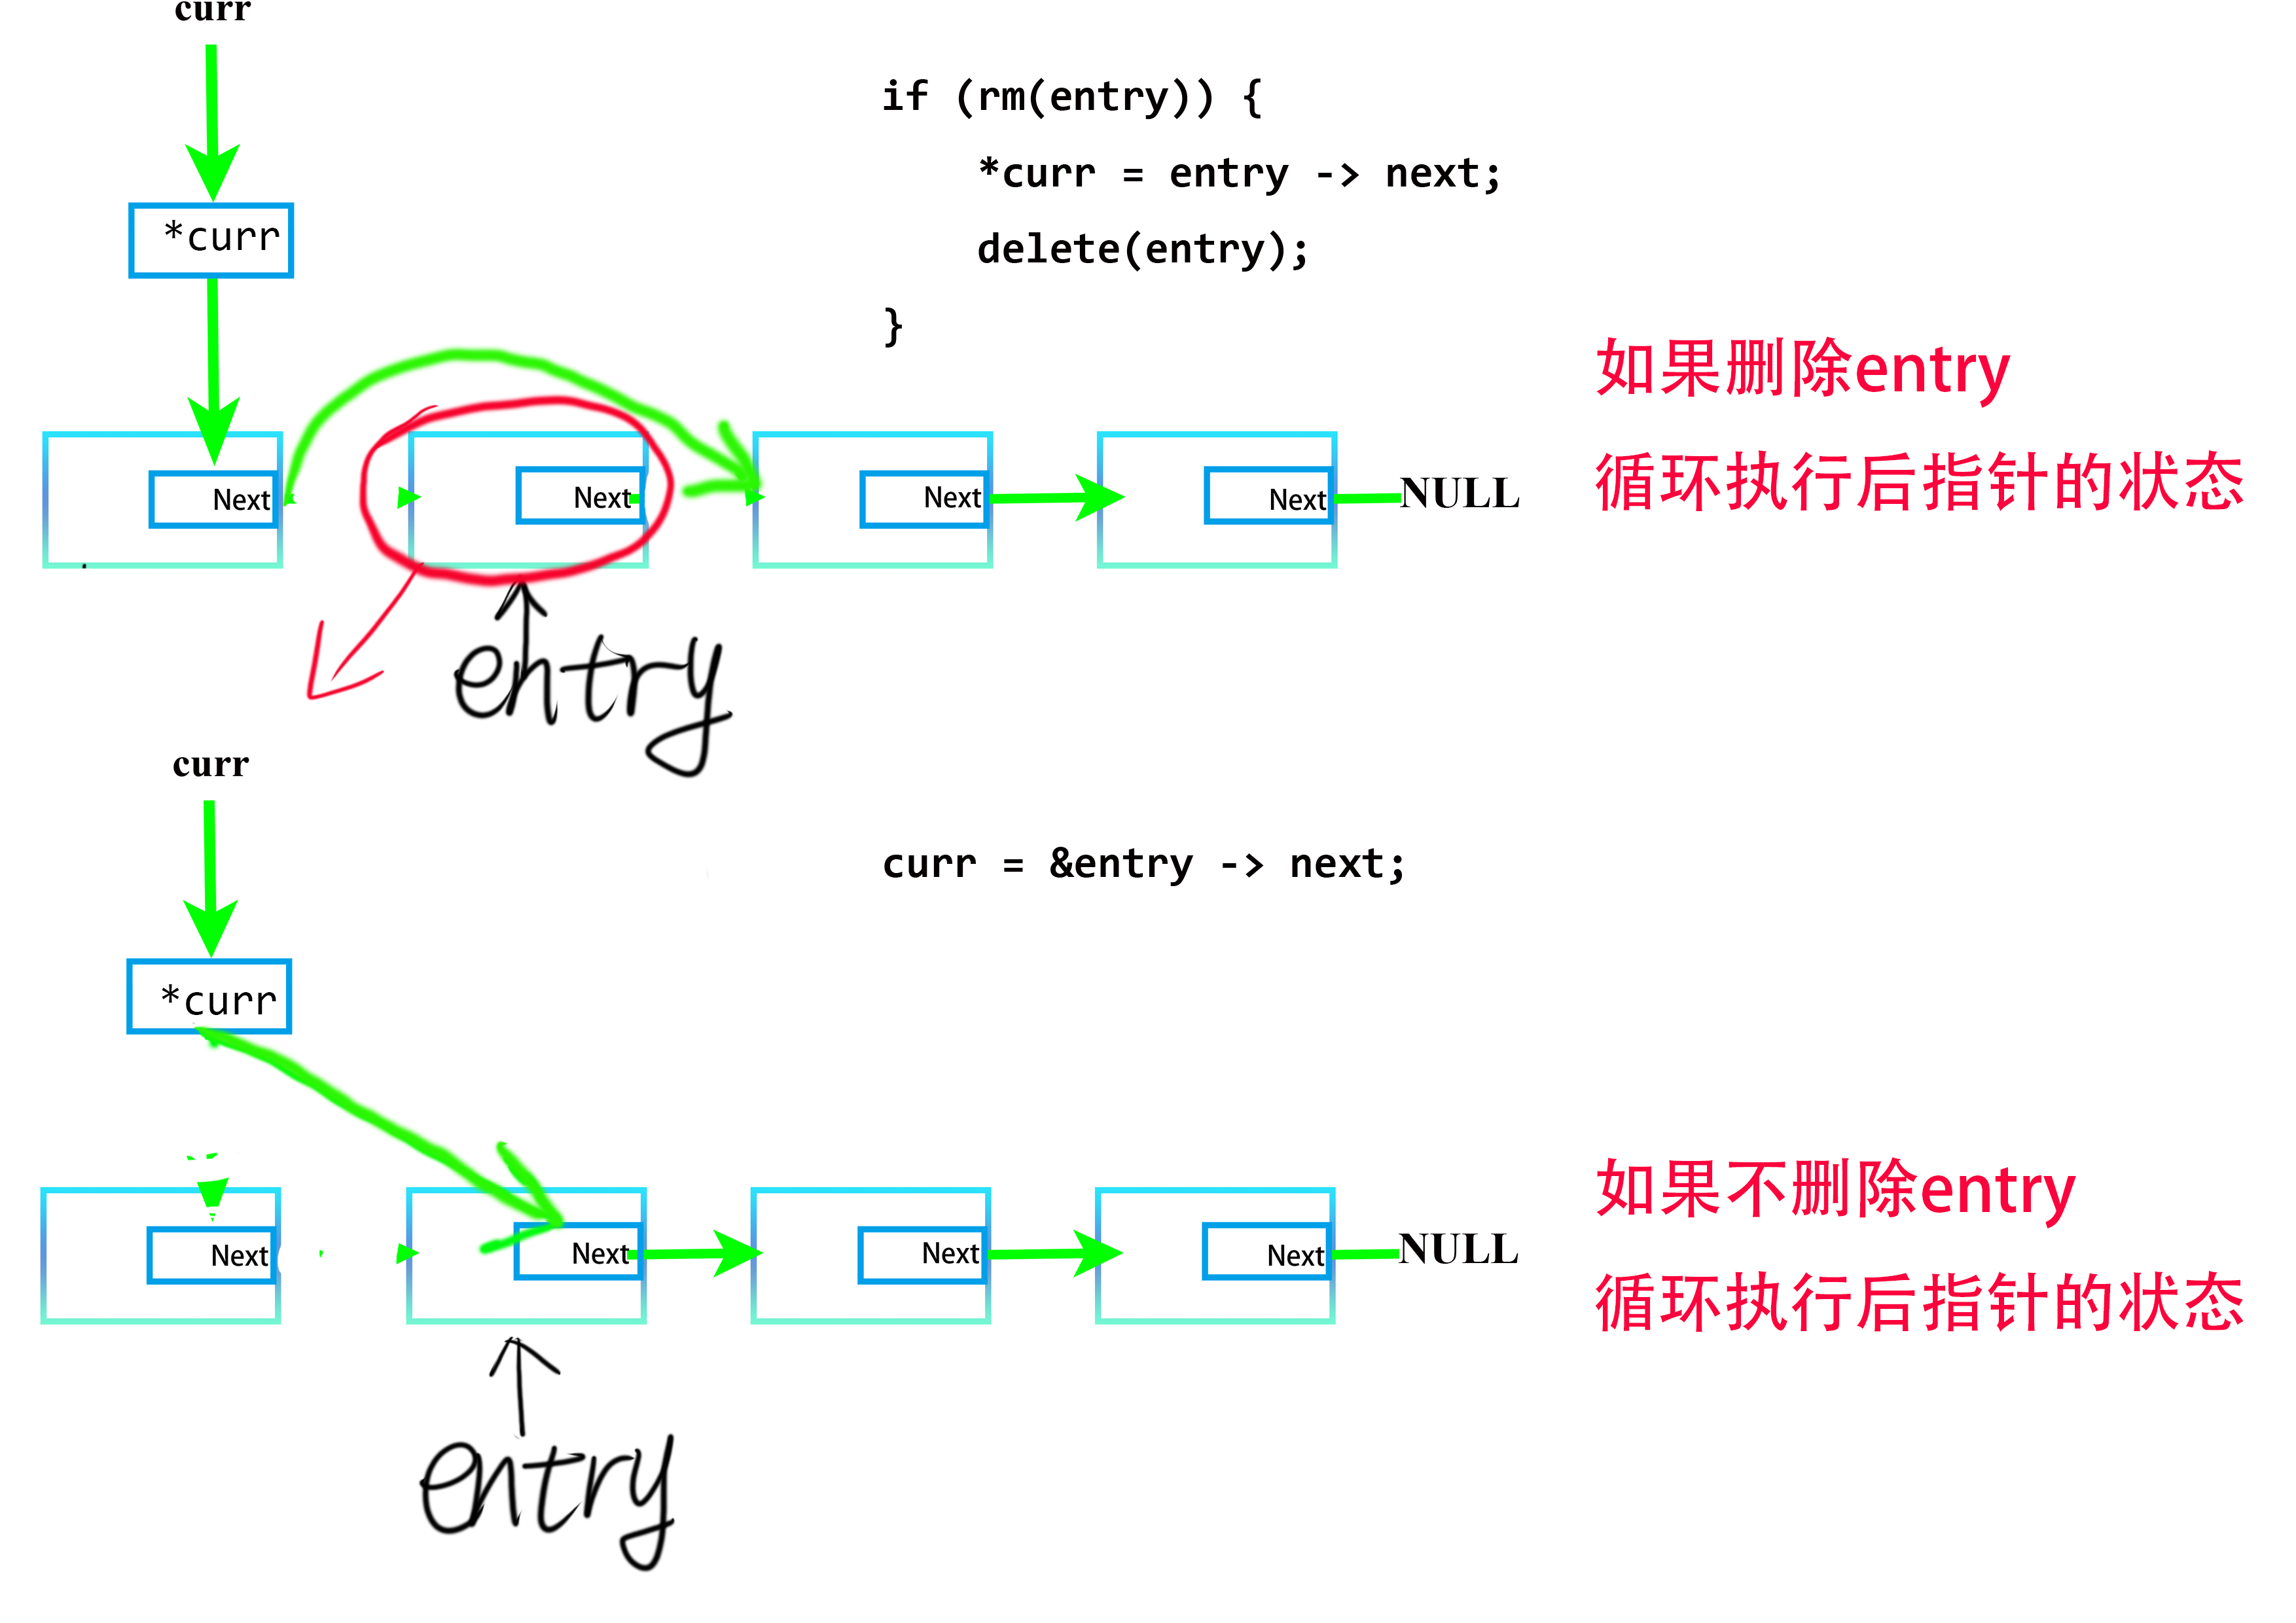 curr
if (rm(entry)) {
*curr = entry -> next;
*curr
delete(entry);
}
如果删除entry
循环执行后指针的状态
Next Next Next Next NULL
entry
curr
curr = &entry -> next;
*curr
如果不删除entry
循环执行后指针的状态
Next Next Next Next NULL
entry